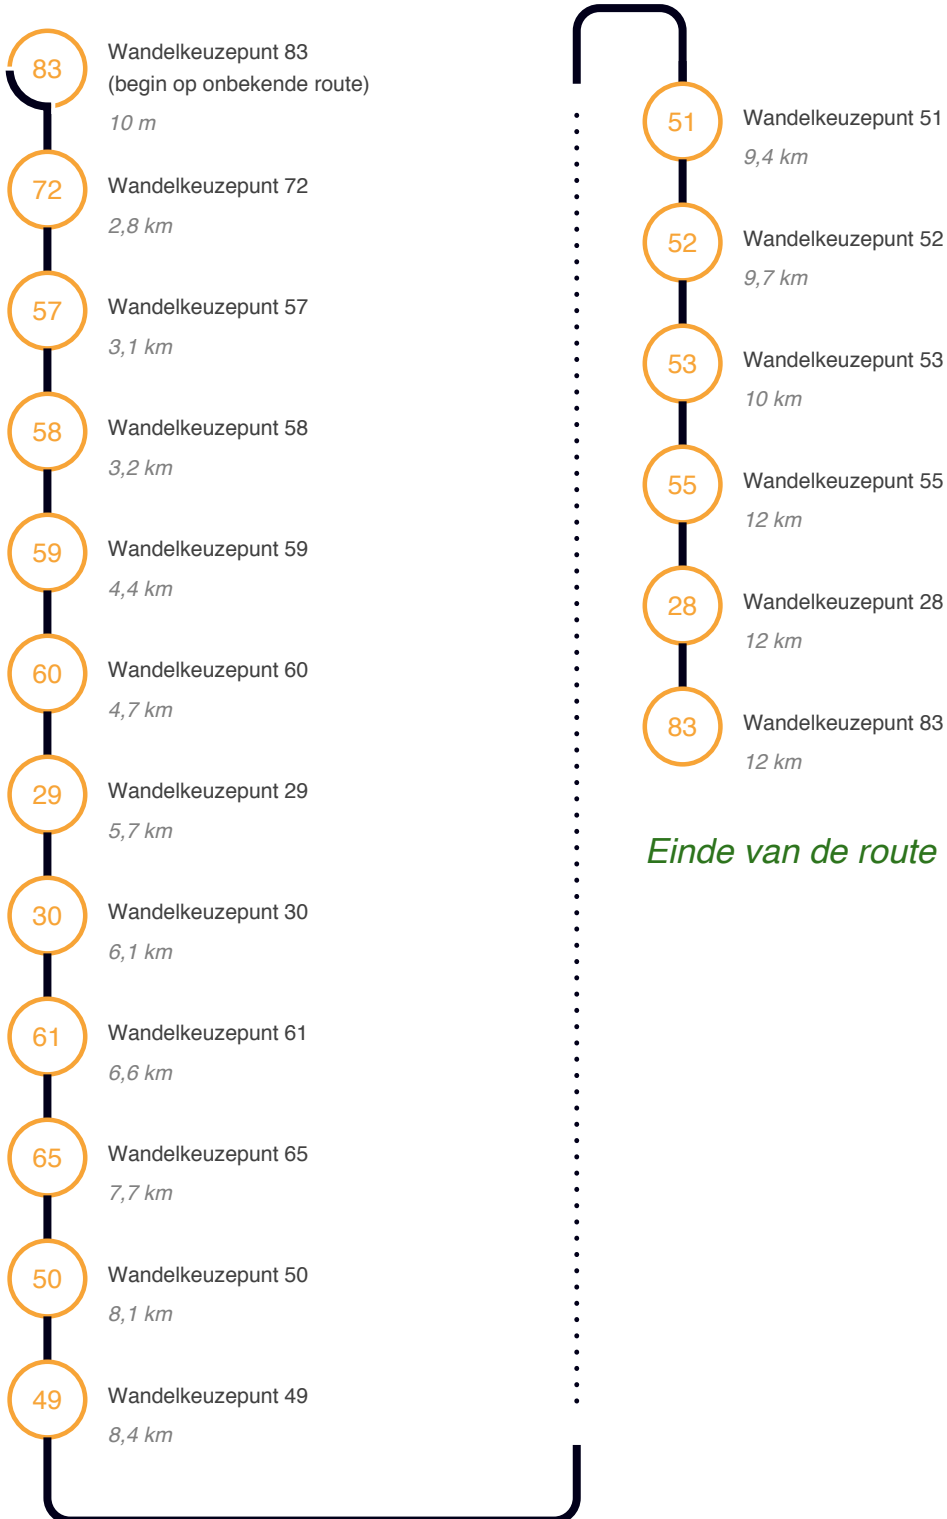 83
Wandelkeuzepunt 83
(begin op onbekende route)
10 m
72
Wandelkeuzepunt 72
2,8 km
57
Wandelkeuzepunt 57
3,1 km
58
Wandelkeuzepunt 58
3,2 km
59
Wandelkeuzepunt 59
4,4 km
60
Wandelkeuzepunt 60
4,7 km
29
Wandelkeuzepunt 29
5,7 km
30
Wandelkeuzepunt 30
6,1 km
61
Wandelkeuzepunt 61
6,6 km
65
Wandelkeuzepunt 65
7,7 km
50
Wandelkeuzepunt 50
8,1 km
49
Wandelkeuzepunt 49
8,4 km
51
Wandelkeuzepunt 51
9,4 km
52
Wandelkeuzepunt 52
9,7 km
53
Wandelkeuzepunt 53
10 km
55
Wandelkeuzepunt 55
12 km
28
Wandelkeuzepunt 28
12 km
83
Wandelkeuzepunt 83
12 km
Einde van de route